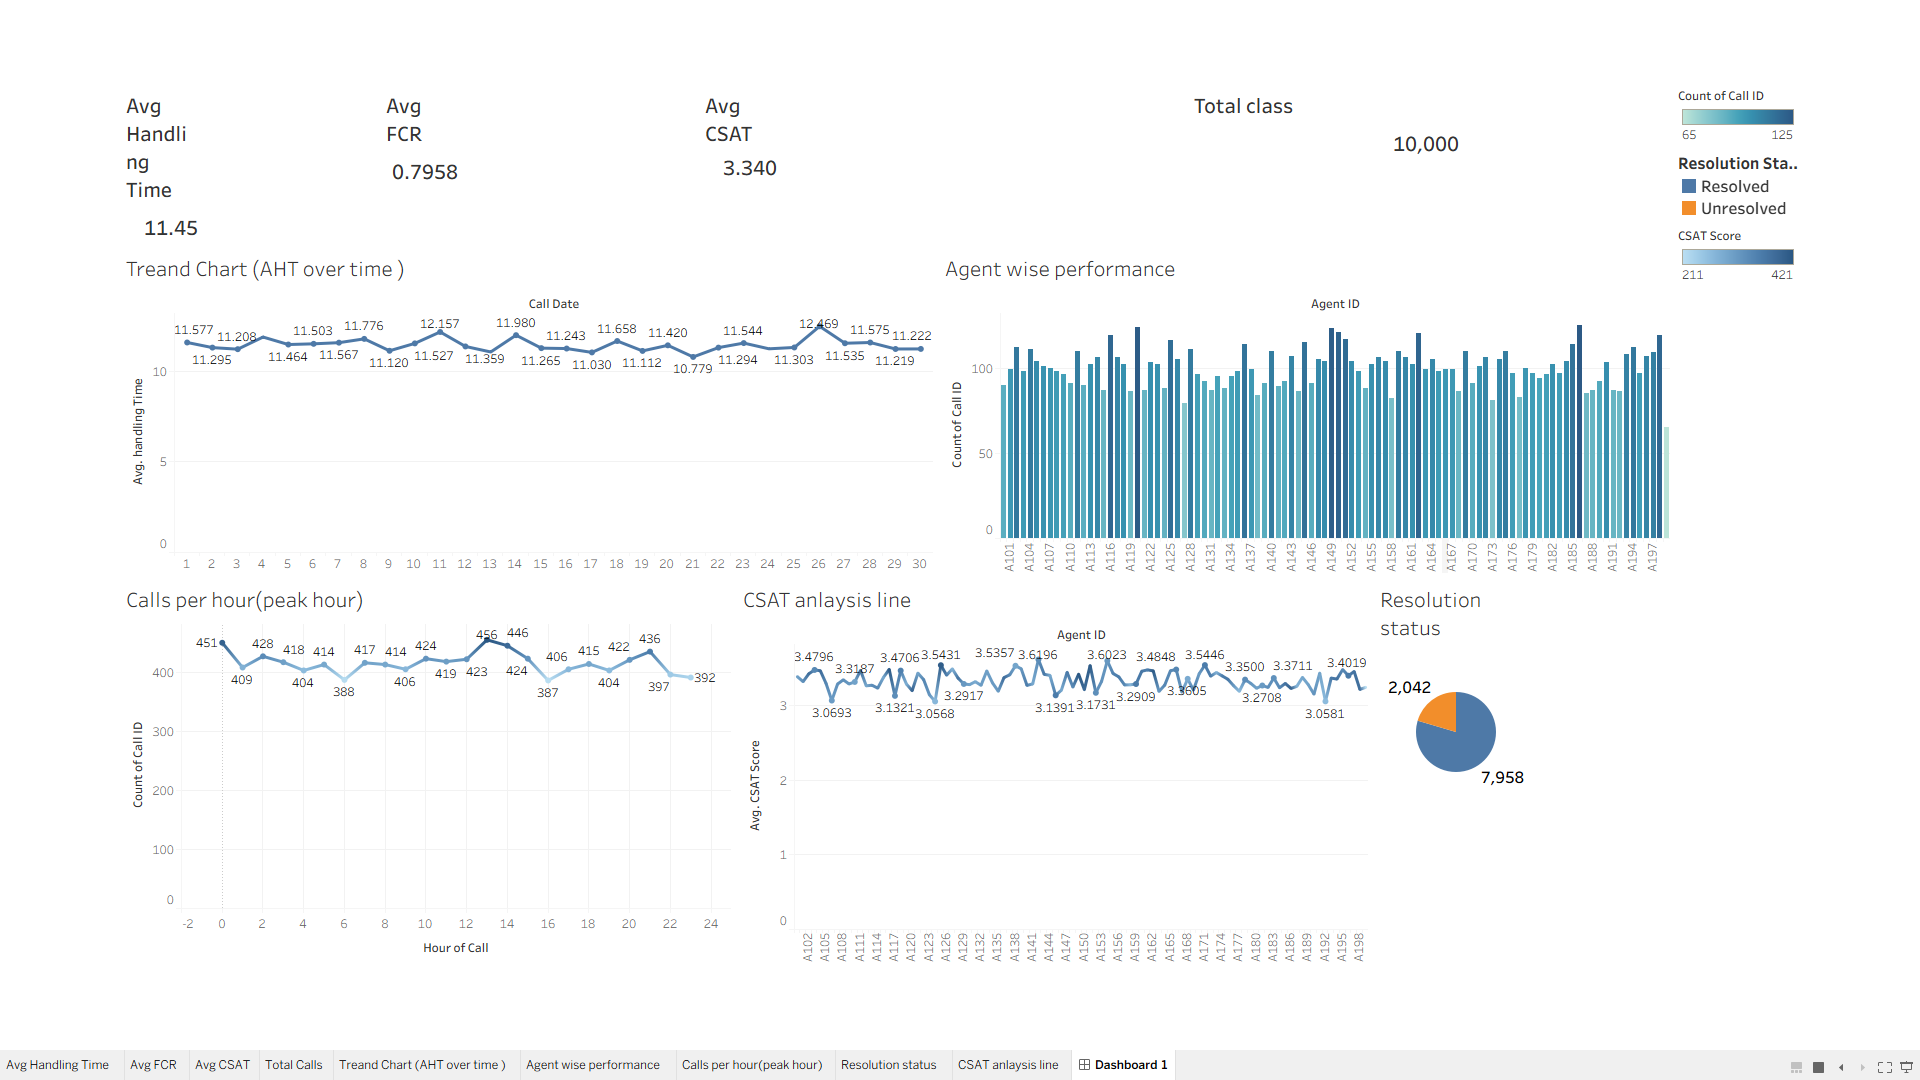 Avg
Handli
ng
Time
11.45
Avg
FCR
0.7958
Avg
CSAT
3.340
Total class
10,000
Count of Call ID
65 125
Resolution Sta..
Resolved
Unresolved
CSAT Score
211 421
Treand Chart (AHT over time )
Call Date
11.577 11.208 11.503 11.776 12.157 11.980 11.243 11.658 11.420 11.544 12.469 11.575 11.222
11.295 11.464 11.567 11.120 11.527 11.359 11.265 11.030 11.112 10.779 11.294 11.303 11.535 11.219
Avg. handling Time
10
5
0
1 2 3 4 5 6 7 8 9 10 11 12 13 14 15 16 17 18 19 20 21 22 23 24 25 26 27 28 29 30
Agent wise performance
Agent ID
Count of Call ID
100
50
0
A101 A104 A107 A110 A113 A116 A119 A122 A125 A128 A131 A134 A137 A140 A143 A146 A149 A152 A155 A158 A161 A164 A167 A170 A173 A176 A179 A182 A185 A188 A191 A194 A197
Calls per hour(peak hour)
451 428 418 414 417 414 424 456 446 406 415 422 436
409 404 388 406 419 423 424 387 404 397 392
Count of Call ID
400
300
200
100
0
-2 0 2 4 6 8 10 12 14 16 18 20 22 24
Hour of Call
CSAT anlaysis line
Agent ID
3.4796 3.3187 3.4706 3.5431 3.5357 3.6196 3.6023 3.4848 3.5446 3.3500 3.3711 3.4019
3.0693 3.1321 3.0568 3.2917 3.1391 3.1731 3.2909 3.3605 3.2708 3.0581
Avg. CSAT Score
3
2
1
0
A102 A105 A108 A111 A114 A117 A120 A123 A126 A129 A132 A135 A138 A141 A144 A147 A150 A153 A156 A159 A162 A165 A168 A171 A174 A177 A180 A183 A186 A189 A192 A195 A198
Resolution
status
2,042
7,958
Avg Handling Time Avg FCR Avg CSAT Total Calls Treand Chart (AHT over time ) Agent wise performance Calls per hour(peak hour) Resolution status CSAT anlaysis line Dashboard 1